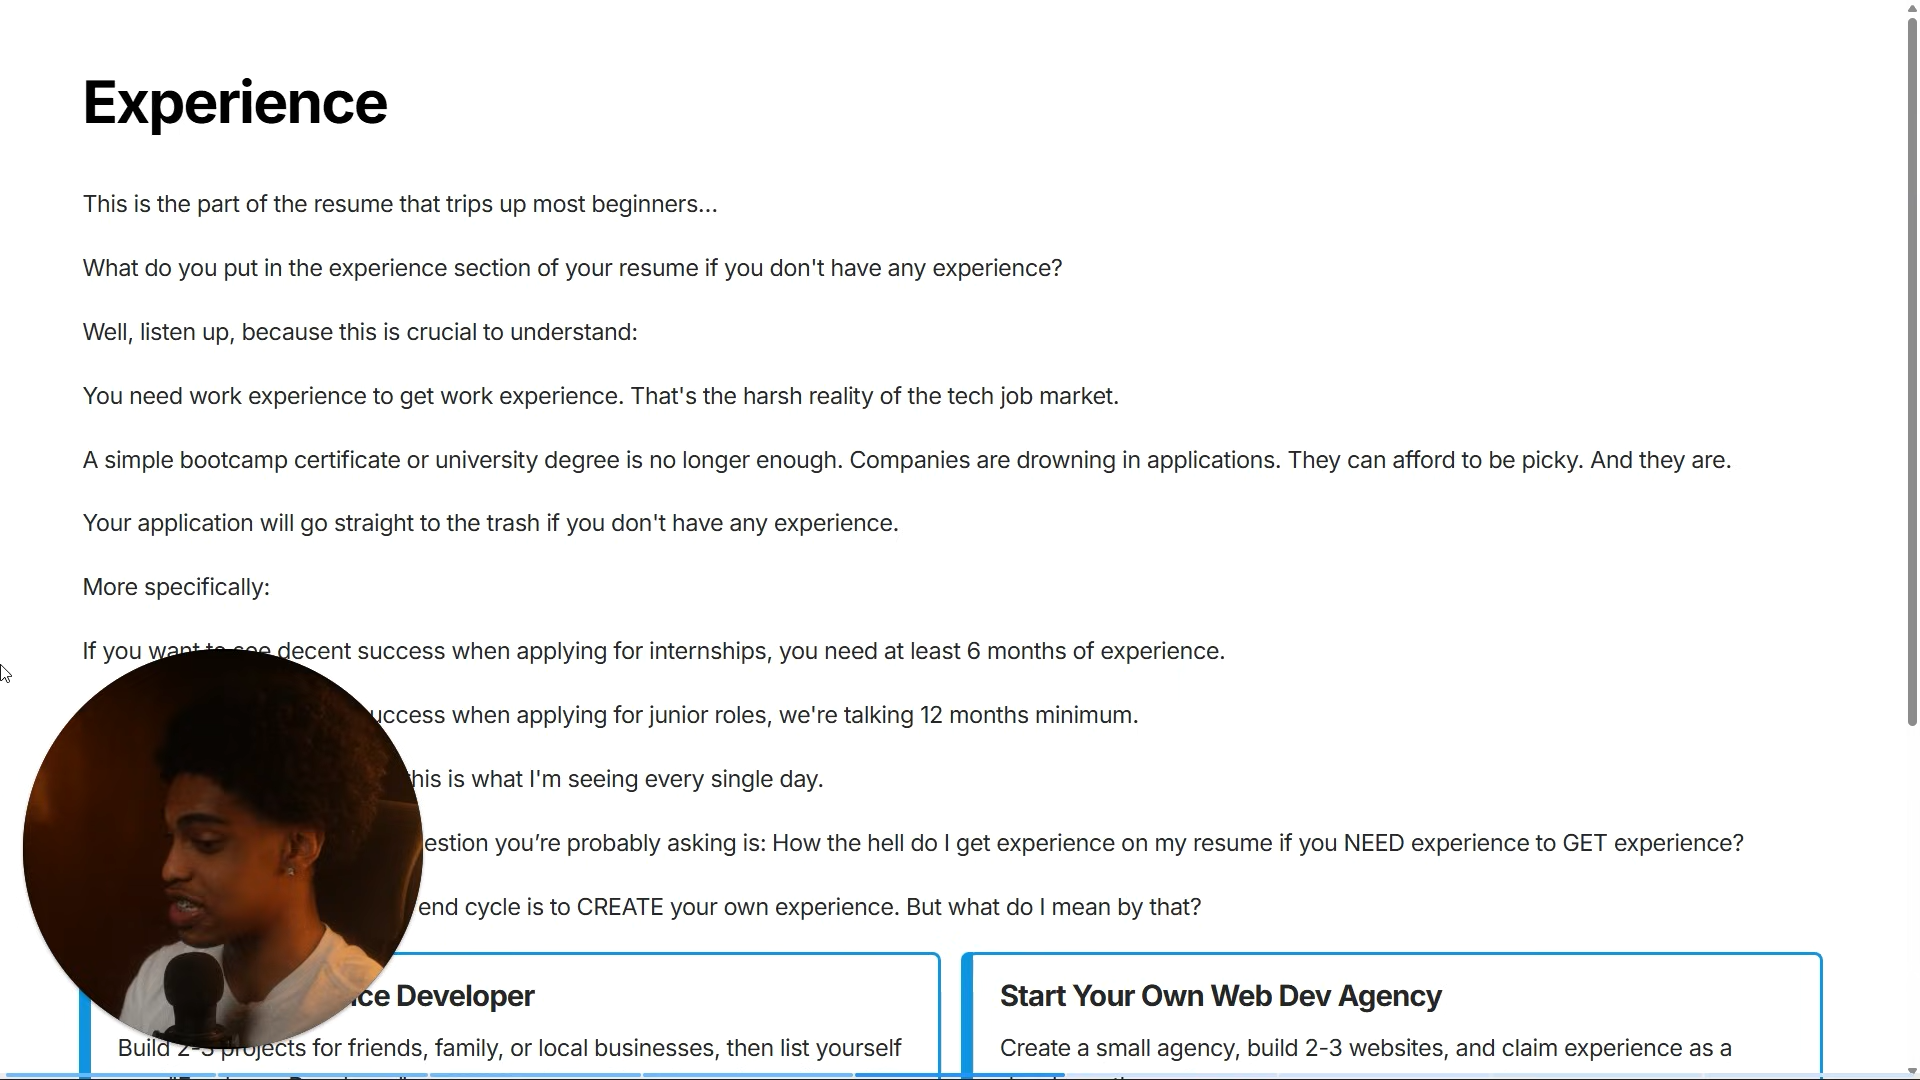 Experience
This is the part of the resume that trips up most beginners...
What do you put in the experience section of your resume if you don't have any experience?
Well, listen up, because this is crucial to understand:
You need work experience to get work experience. That's the harsh reality of the tech job market.
A simple bootcamp certificate or university degree is no longer enough. Companies are drowning in applications. They can afford to be picky. And they are.
Your application will go straight to the trash if you don't have any experience.
More specifically:
If you want to see decent success when applying for internships, you need at least 6 months of experience.
success when applying for junior roles, we're talking 12 months minimum.
this is what I'm seeing every single day.
you’re probably asking is: How the hell do I get experience on my resume if you NEED experience to GET experience?
end cycle is to CREATE your own experience. But what do I mean by that?
Developer
Build 2-3 projects for friends, family, or local businesses, then list yourself
Start Your Own Web Dev Agency
Create a small agency, build 2-3 websites, and claim experience as a